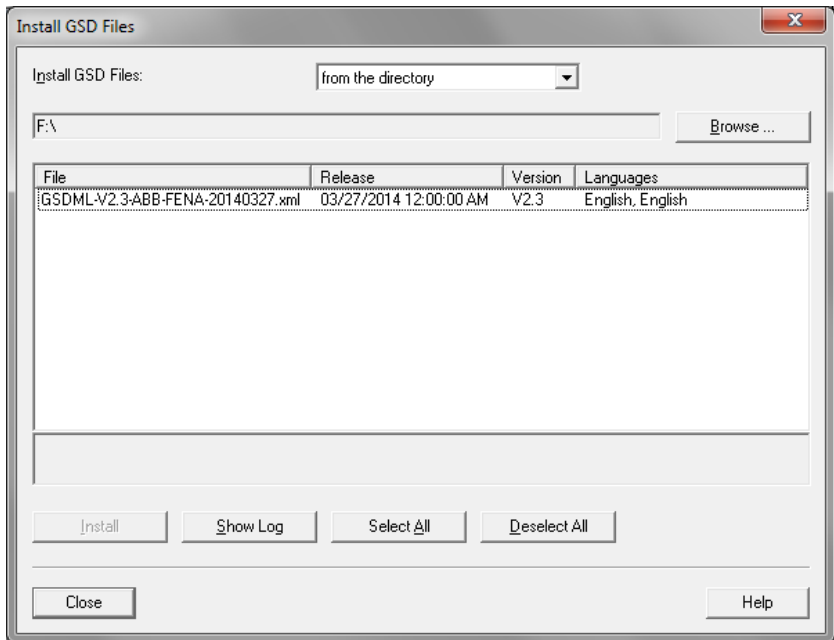 Install GSD Files
Install GSD Files: from the directory
F:\ Browse ...
File Release Version Languages
GSDML-V2.3-ABB-FENA-20140327.xml 03/27/2014 12:00:00 AM V2.3 English, English
Install Show Log Select All Deselect All
Close Help